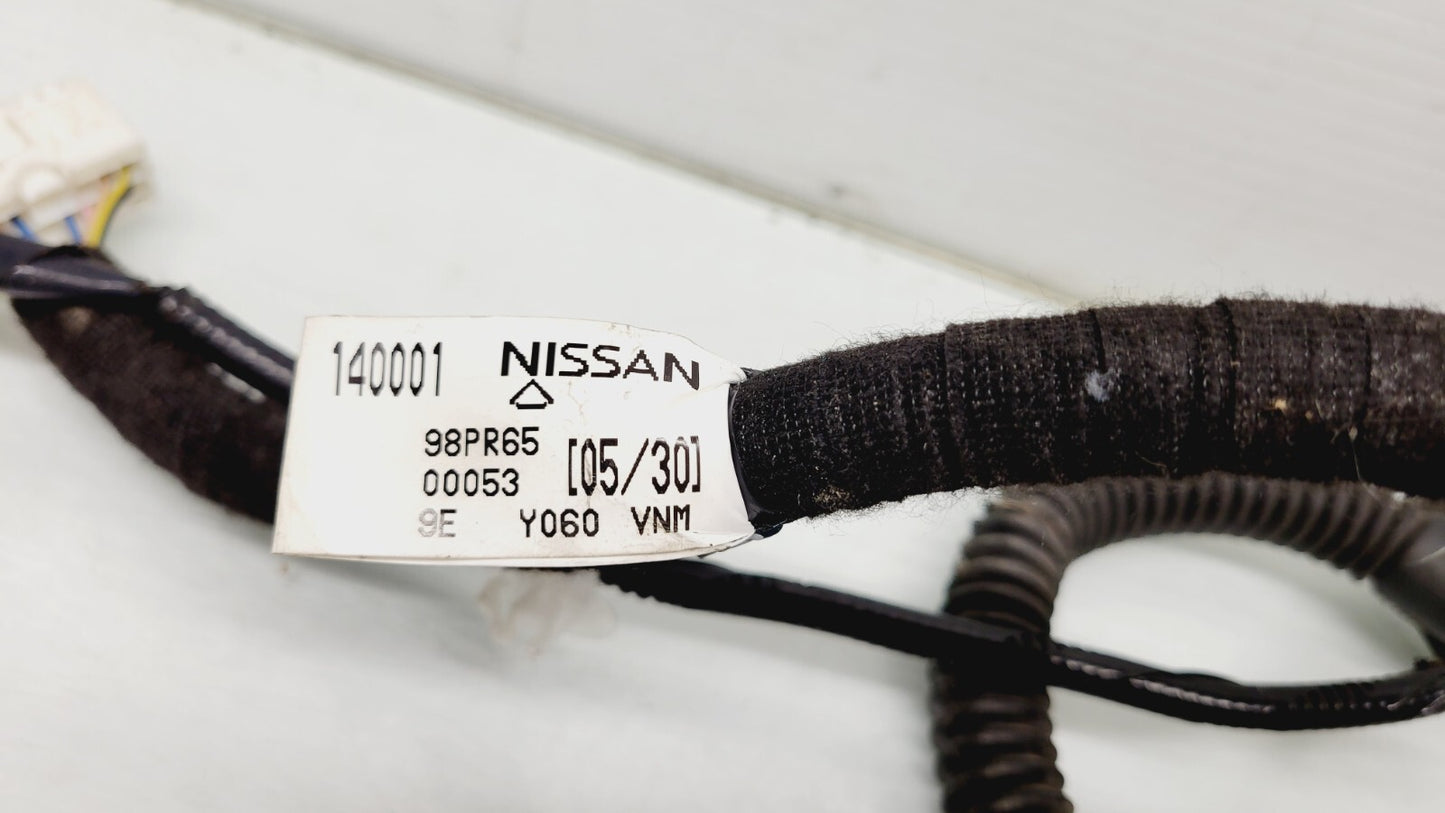 140001 NISSAN
98PR65
00053 [05/30]
9E Y060 VNM